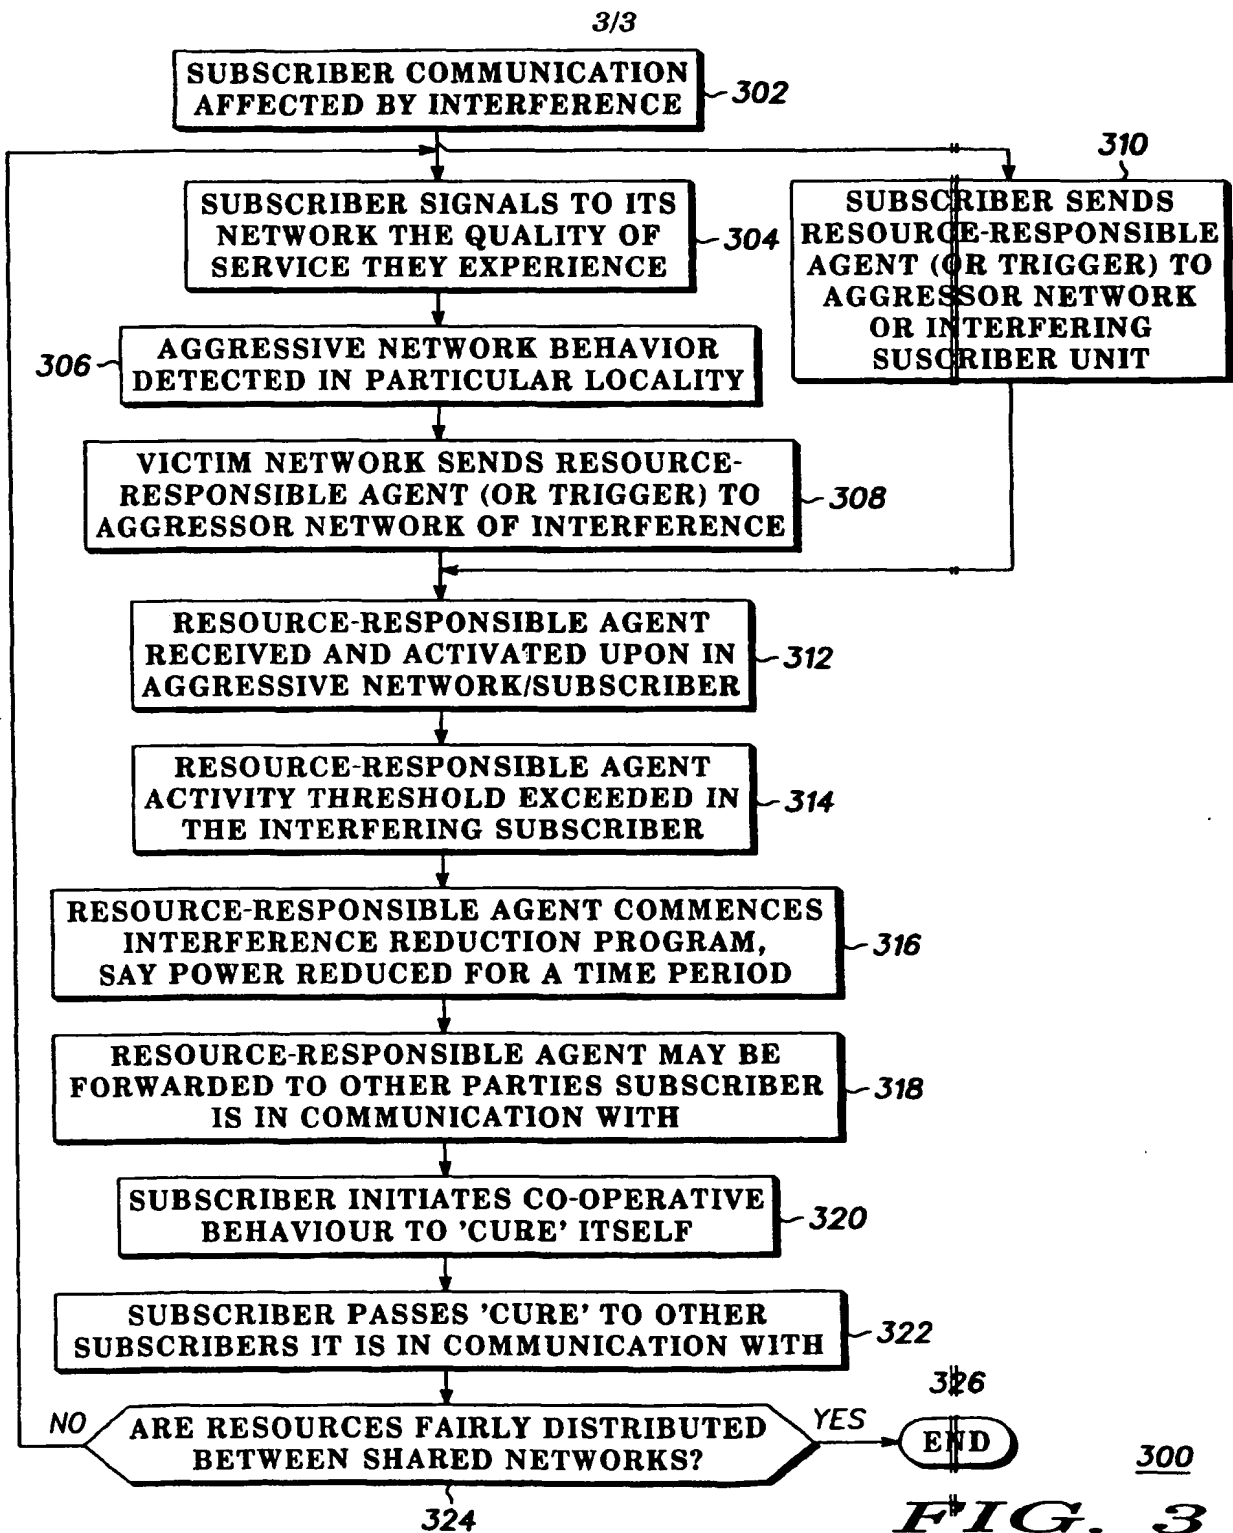 3/3
SUBSCRIBER COMMUNICATION
AFFECTED BY INTERFERENCE
302
310
SUBSCRIBER SIGNALS TO ITS
NETWORK THE QUALITY OF
SERVICE THEY EXPERIENCE
304
SUBSCRIBER SENDS
RESOURCE-RESPONSIBLE
AGENT (OR TRIGGER) TO
AGGRESSOR NETWORK
OR INTERFERING
SUSCRIBER UNIT
306
AGGRESSIVE NETWORK BEHAVIOR
DETECTED IN PARTICULAR LOCALITY
VICTIM NETWORK SENDS RESOURCE-
RESPONSIBLE AGENT (OR TRIGGER) TO
AGGRESSOR NETWORK OF INTERFERENCE
308
RESOURCE-RESPONSIBLE AGENT
RECEIVED AND ACTIVATED UPON IN
AGGRESSIVE NETWORK/SUBSCRIBER
312
RESOURCE-RESPONSIBLE AGENT
ACTIVITY THRESHOLD EXCEEDED IN
THE INTERFERING SUBSCRIBER
314
RESOURCE-RESPONSIBLE AGENT COMMENCES
INTERFERENCE REDUCTION PROGRAM,
SAY POWER REDUCED FOR A TIME PERIOD
316
RESOURCE-RESPONSIBLE AGENT MAY BE
FORWARDED TO OTHER PARTIES SUBSCRIBER
IS IN COMMUNICATION WITH
318
SUBSCRIBER INITIATES CO-OPERATIVE
BEHAVIOUR TO 'CURE' ITSELF
320
SUBSCRIBER PASSES 'CURE' TO OTHER
SUBSCRIBERS IT IS IN COMMUNICATION WITH
322
326
NO
ARE RESOURCES FAIRLY DISTRIBUTED
BETWEEN SHARED NETWORKS?
YES
END
324
300
FIG. 3